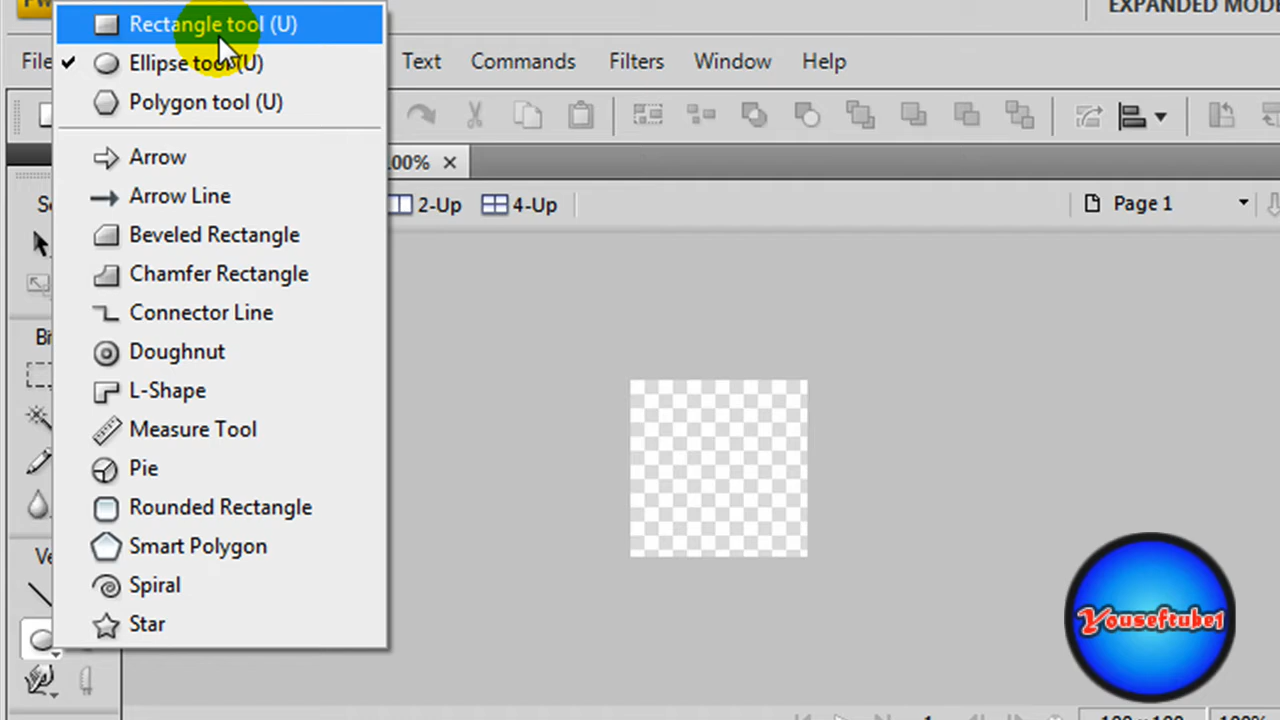 EXPANDED MODE
Rectangle tool (U)
Ellipse tool (U)
Polygon tool (U)
Arrow
Arrow Line
Beveled Rectangle
Chamfer Rectangle
Connector Line
Doughnut
L-Shape
Measure Tool
Pie
Rounded Rectangle
Smart Polygon
Spiral
Star
File
Text
Commands
Filters
Window
Help
00%
2-Up
4-Up
Page 1
Youseftube1